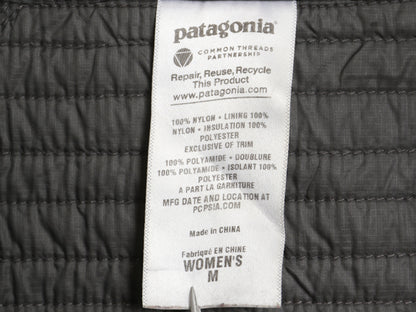 patagonia®
COMMON THREADS
PARTNERSHIP
Repair, Reuse, Recycle
This Product
www.patagonia.com
100% NYLON • LINING 100%
NYLON • INSULATION 100%
POLYESTER
EXCLUSIVE OF TRIM
100% POLYAMIDE • DOUBLURE
100% POLYAMIDE • ISOLANT 100%
POLYESTER
A PART LA GARNITURE
MFG DATE AND LOCATION AT
PCPSIA.COM
Made in CHINA
Fabriqué EN CHINE
WOMEN'S
M